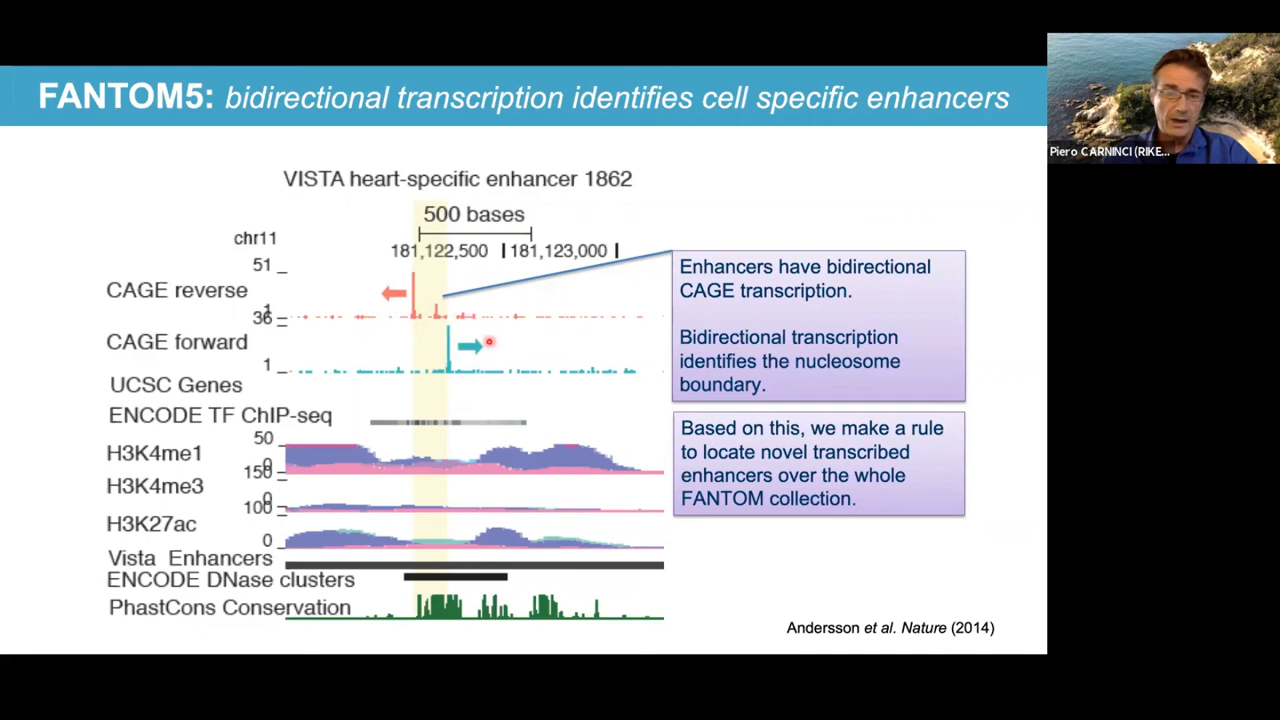 FANTOM5: bidirectional transcription identifies cell specific enhancers
Piero CARNINCI (RIKE...
VISTA heart-specific enhancer 1862
500 bases
chr11
181,122,500 181,123,000
51
CAGE reverse
1
36
CAGE forward
1
UCSC Genes
ENCODE TF ChIP-seq
50
H3K4me1
0
150
H3K4me3
0
100
H3K27ac
0
Vista Enhancers
ENCODE DNase clusters
PhastCons Conservation
Enhancers have bidirectional
CAGE transcription.
Bidirectional transcription
identifies the nucleosome
boundary.
Based on this, we make a rule
to locate novel transcribed
enhancers over the whole
FANTOM collection.
Andersson et al. Nature (2014)